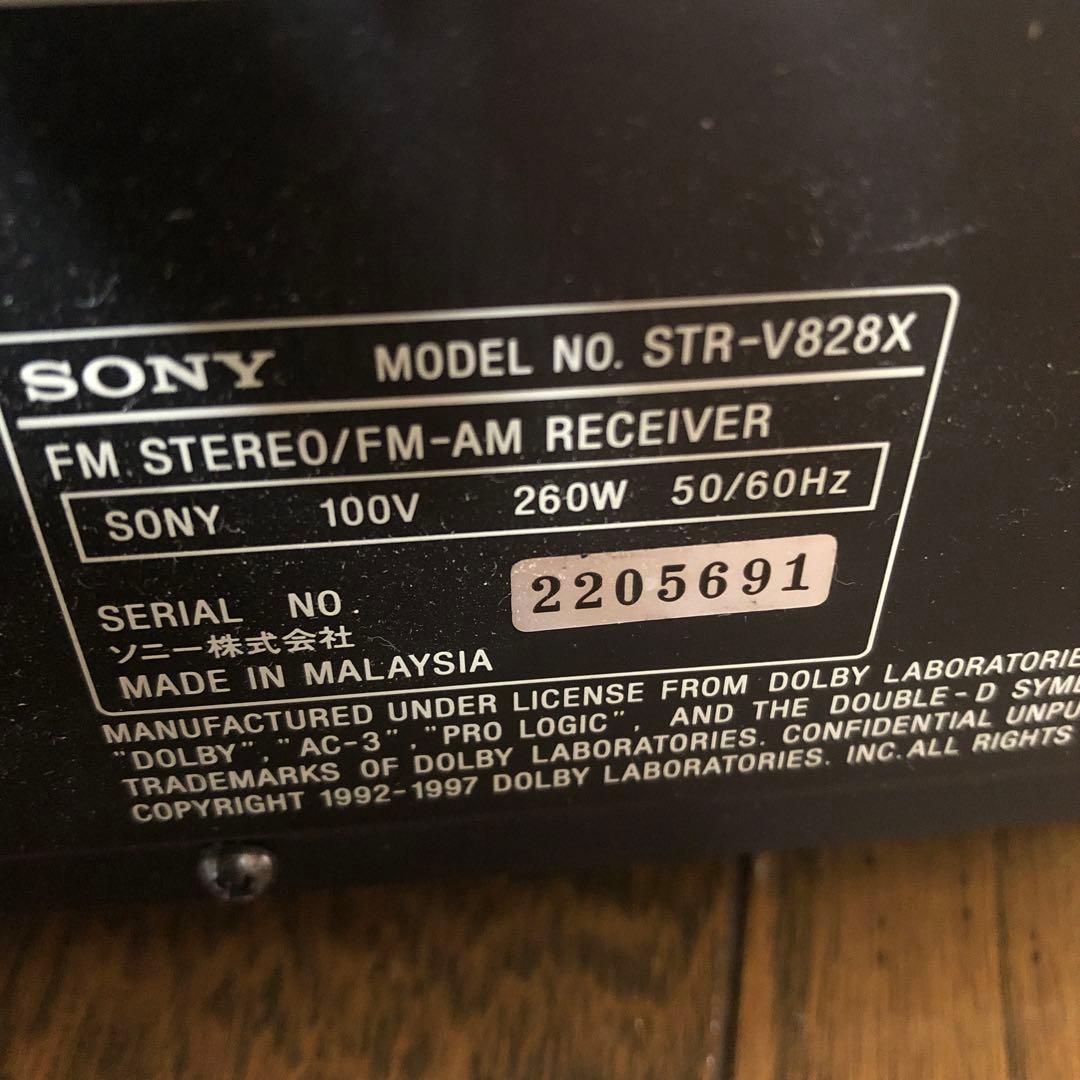 SONY MODEL NO. STR-V828X
FM STEREO/FM-AM RECEIVER
SONY 100V 260W 50/60Hz
SERIAL NO. 2205691
ソニー株式会社
MADE IN MALAYSIA
MANUFACTURED UNDER LICENSE FROM DOLBY LABORATORIE
"DOLBY", "AC-3", "PRO LOGIC", AND THE DOUBLE-D SYMB
TRADEMARKS OF DOLBY LABORATORIES. CONFIDENTIAL UNPU
COPYRIGHT 1992-1997 DOLBY LABORATORIES. INC.ALL RIGHTS